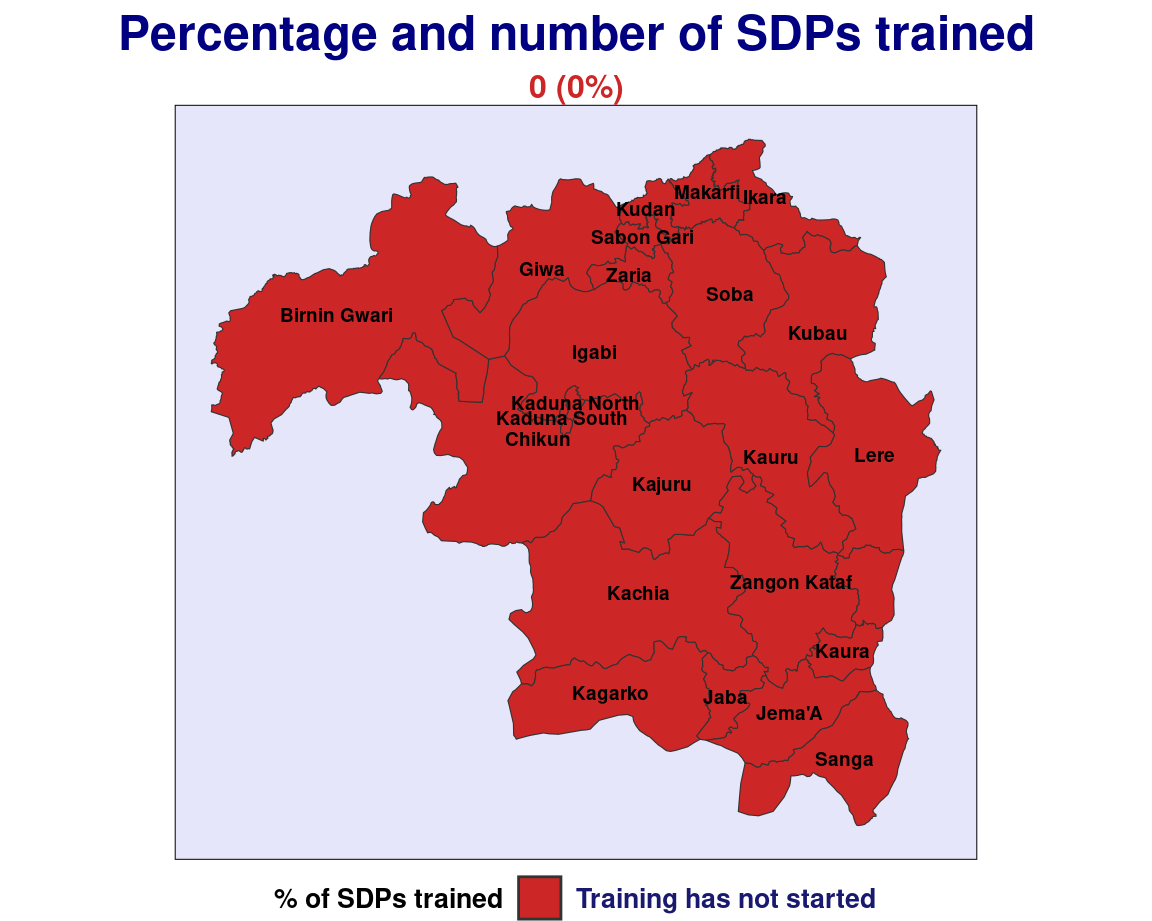 Percentage and number of SDPs trained
0 (0%)
Makarfi
Ikara
Kudan
Sabon Gari
Giwa
Zaria
Soba
Birnin Gwari
Kubau
Igabi
Kaduna North
Kaduna South
Chikun
Kauru
Lere
Kajuru
Zangon Kataf
Kachia
Kaura
Kagarko
Jaba
Jema'A
Sanga
% of SDPs trained
Training has not started